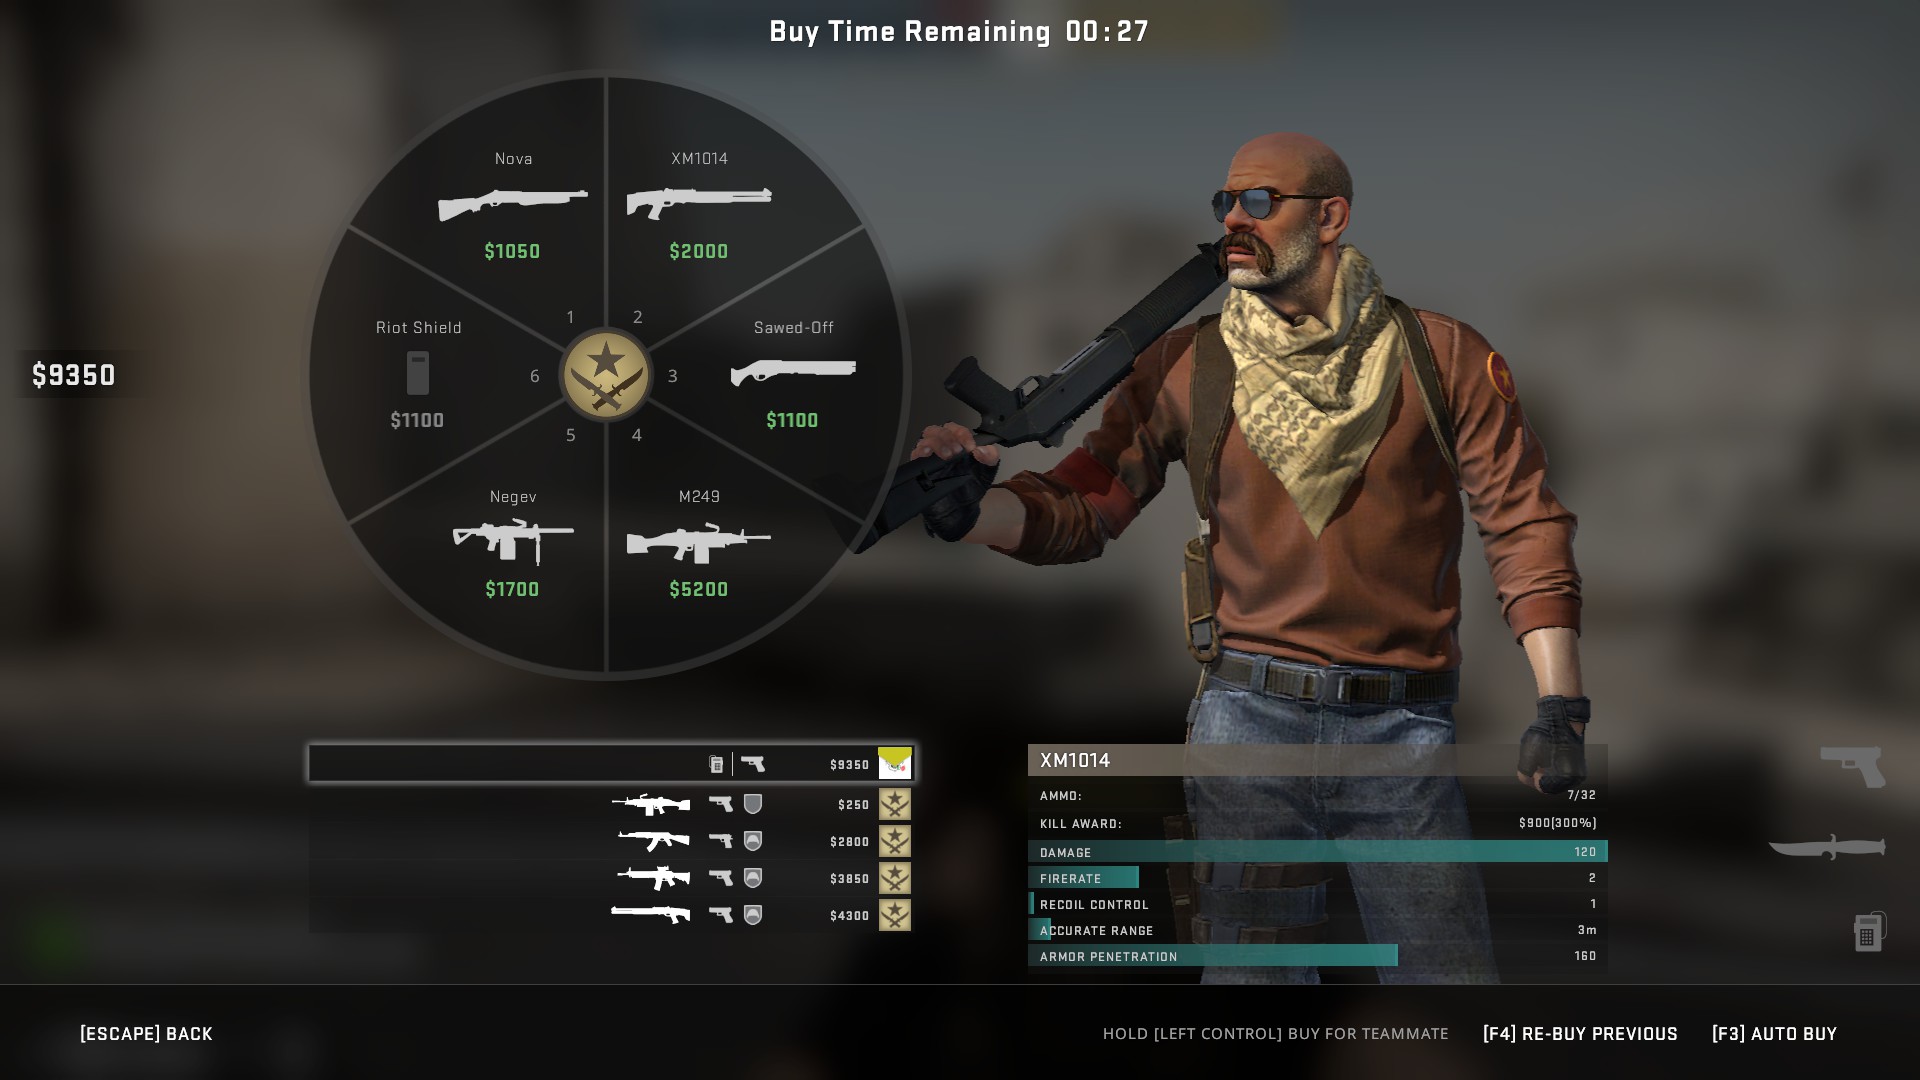 Buy Time Remaining 00:27
Nova
XM1014
$1050
$2000
Riot Shield
Sawed-Off
1
2
6
3
5
4
$9350
$1100
$1100
Negev
M249
$1700
$5200
$9350
$250
$2800
$3850
$4300
XM1014
AMMO: 7/32
KILL AWARD: $900(300%)
DAMAGE 120
FIRERATE 2
RECOIL CONTROL 1
ACCURATE RANGE 3m
ARMOR PENETRATION 160
[ESCAPE] BACK
HOLD [LEFT CONTROL] BUY FOR TEAMMATE
[F4] RE-BUY PREVIOUS
[F3] AUTO BUY